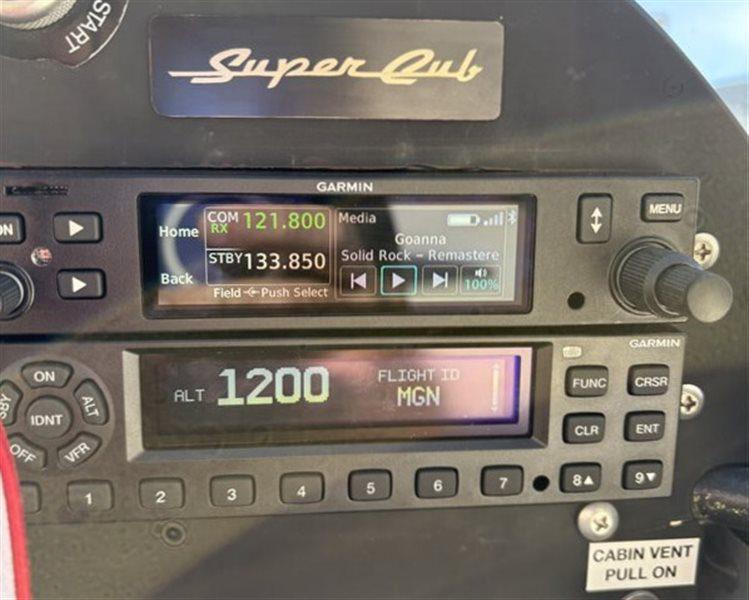 START
Super Cub
GARMIN
Home
COM
RX
121.800
Media
Goanna
STBY 133.850
Solid Rock – Remastere
Back
100%
Field Push Select
ON
MENU
GARMIN
ALT 1200
FLIGHT ID
MGN
ON
ALT
IDNT
OFF
VFR
FUNC
CRSR
CLR
ENT
1
2
3
4
5
6
7
8▲
9▼
CABIN VENT
PULL ON